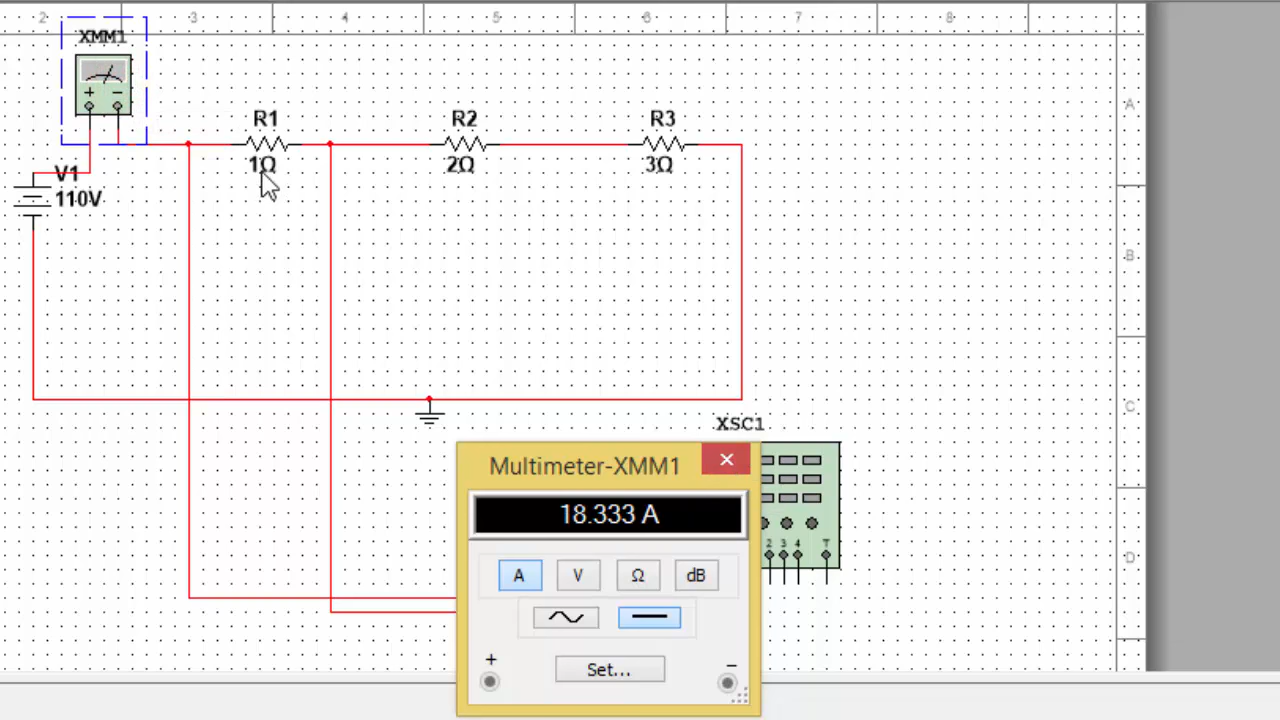 2 3 4 5 6 7 8
XMM1
A
R1 R2 R3
1Ω 2Ω 3Ω
V1
110V
B
C
XSC1
Multimeter-XMM1
18.333 A
2 3 4 T
D
A V Ω dB
Set...
+ −